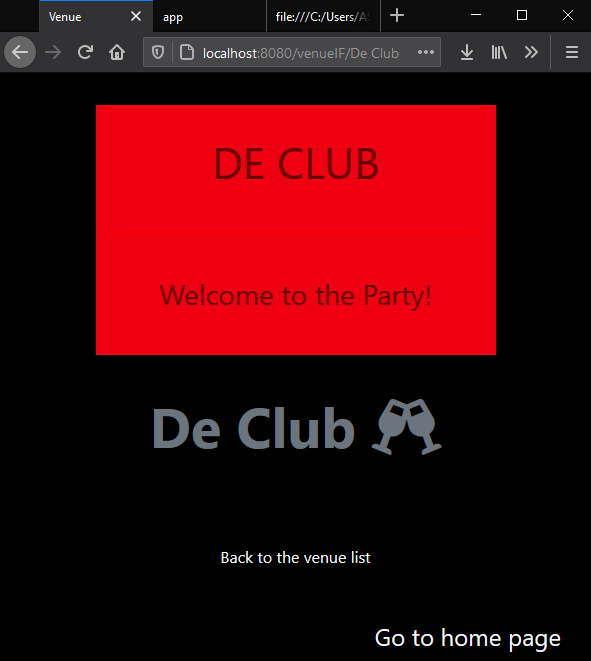 Venue
app
file:///C:/Users/A
localhost:8080/venueIF/De Club
DE CLUB
Welcome to the Party!
De Club
Back to the venue list
Go to home page